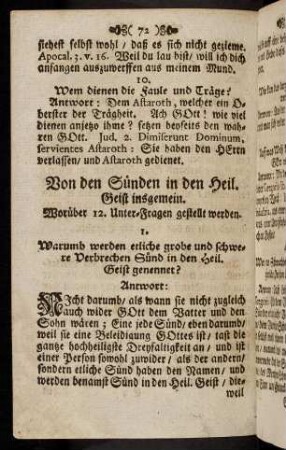 ( 72 )
siehest selbst wohl / daß es sich nicht gezieme.
Apocal. 3. v. 16. Weil du lau bist / will ich dich
anfangen auszuwerffen aus meinem Mund.
10.
Wem dienen die Faule und Träge?
Antwort: Dem Astaroth, welcher ein O-
berster der Trägheit. Ach GOtt! wie viel
dienen anjetzo ihme? setzen beyseits den wah-
ren GOtt. Jud. 2. Dimiserunt Dominum,
servientes Astaroth: Sie haben den HErrn
verlassen / und Astaroth gedienet.
Von den Sünden in den Heil.
Geist insgemein.
Worüber 12. Unter-Fragen gestellt werden.
1.
Warumb werden etliche grobe und schwe-
re Verbrechen Sünd in den Heil.
Geist genennet?
Antwort:
NIcht darumb / als wann sie nicht zugleich
auch wider GOtt dem Vatter und den
Sohn wären; Eine jede Sünd / eben darumb /
weil sie eine Beleidigung GOttes ist / tast die
gantze hochheiligste Dreyfaltigkeit an / und ist
einer Person sowohl zuwider / als der andern /
sondern etliche Sünd haben den Namen / und
werden benamst Sünd in den Heil. Geist / die-
weil